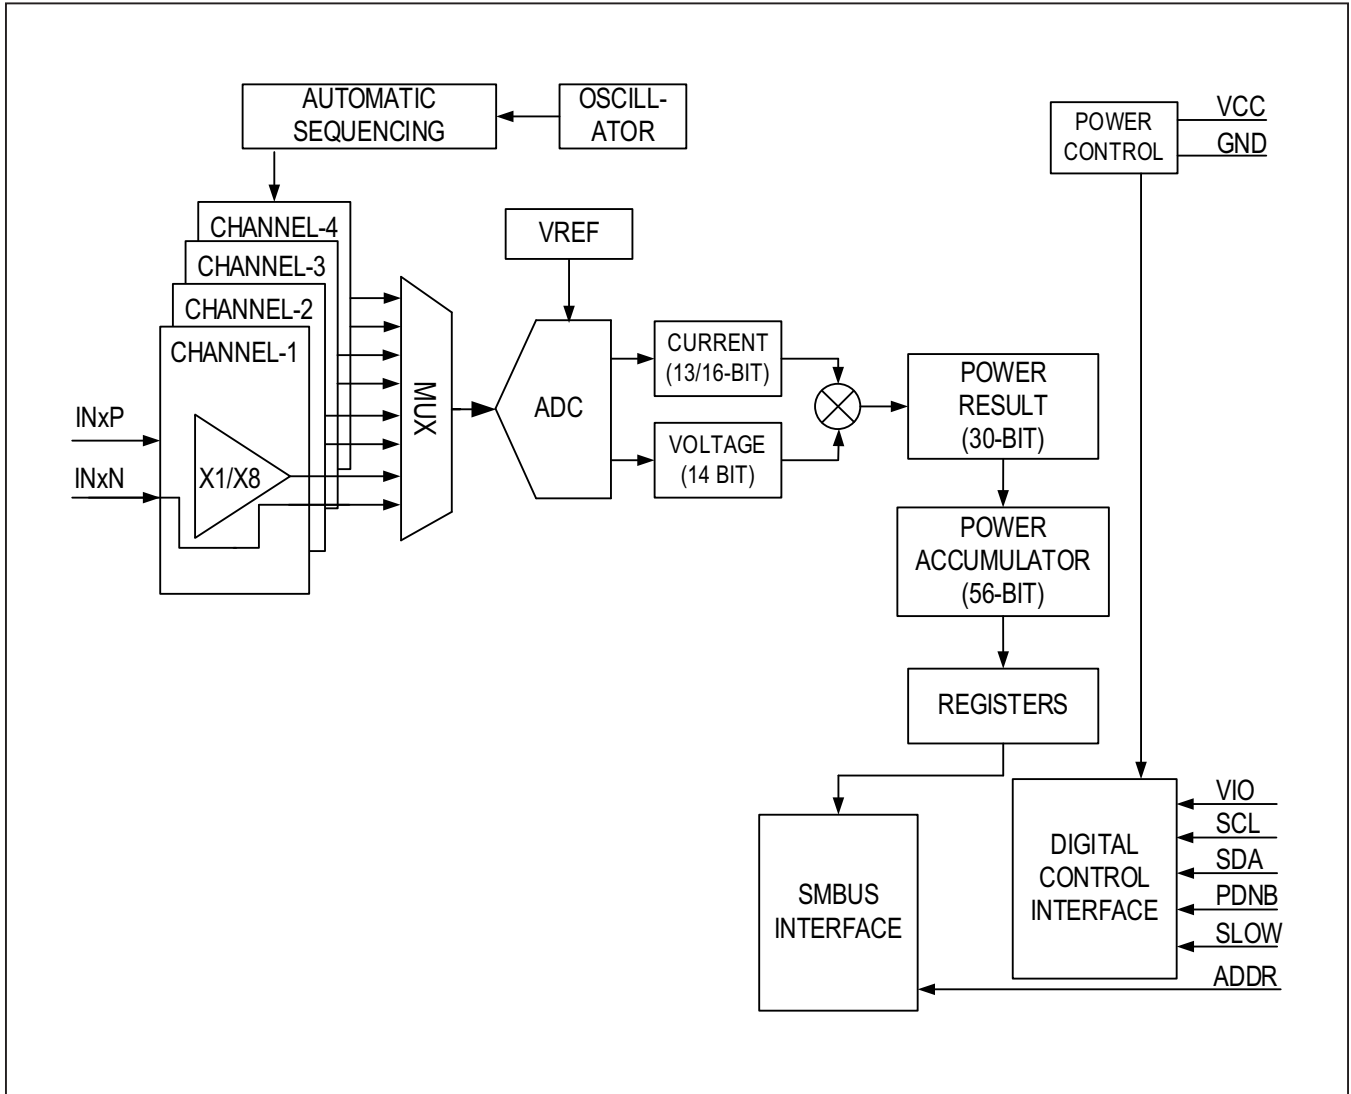 AUTOMATIC
SEQUENCING
OSCILL-
ATOR
POWER
CONTROL
VCC
GND
CHANNEL-4
CHANNEL-3
CHANNEL-2
CHANNEL-1
VREF
INxP
INxN
X1/X8
MUX
ADC
CURRENT
(13/16-BIT)
VOLTAGE
(14 BIT)
POWER
RESULT
(30-BIT)
POWER
ACCUMULATOR
(56-BIT)
REGISTERS
SMBUS
INTERFACE
DIGITAL
CONTROL
INTERFACE
VIO
SCL
SDA
PDNB
SLOW
ADDR